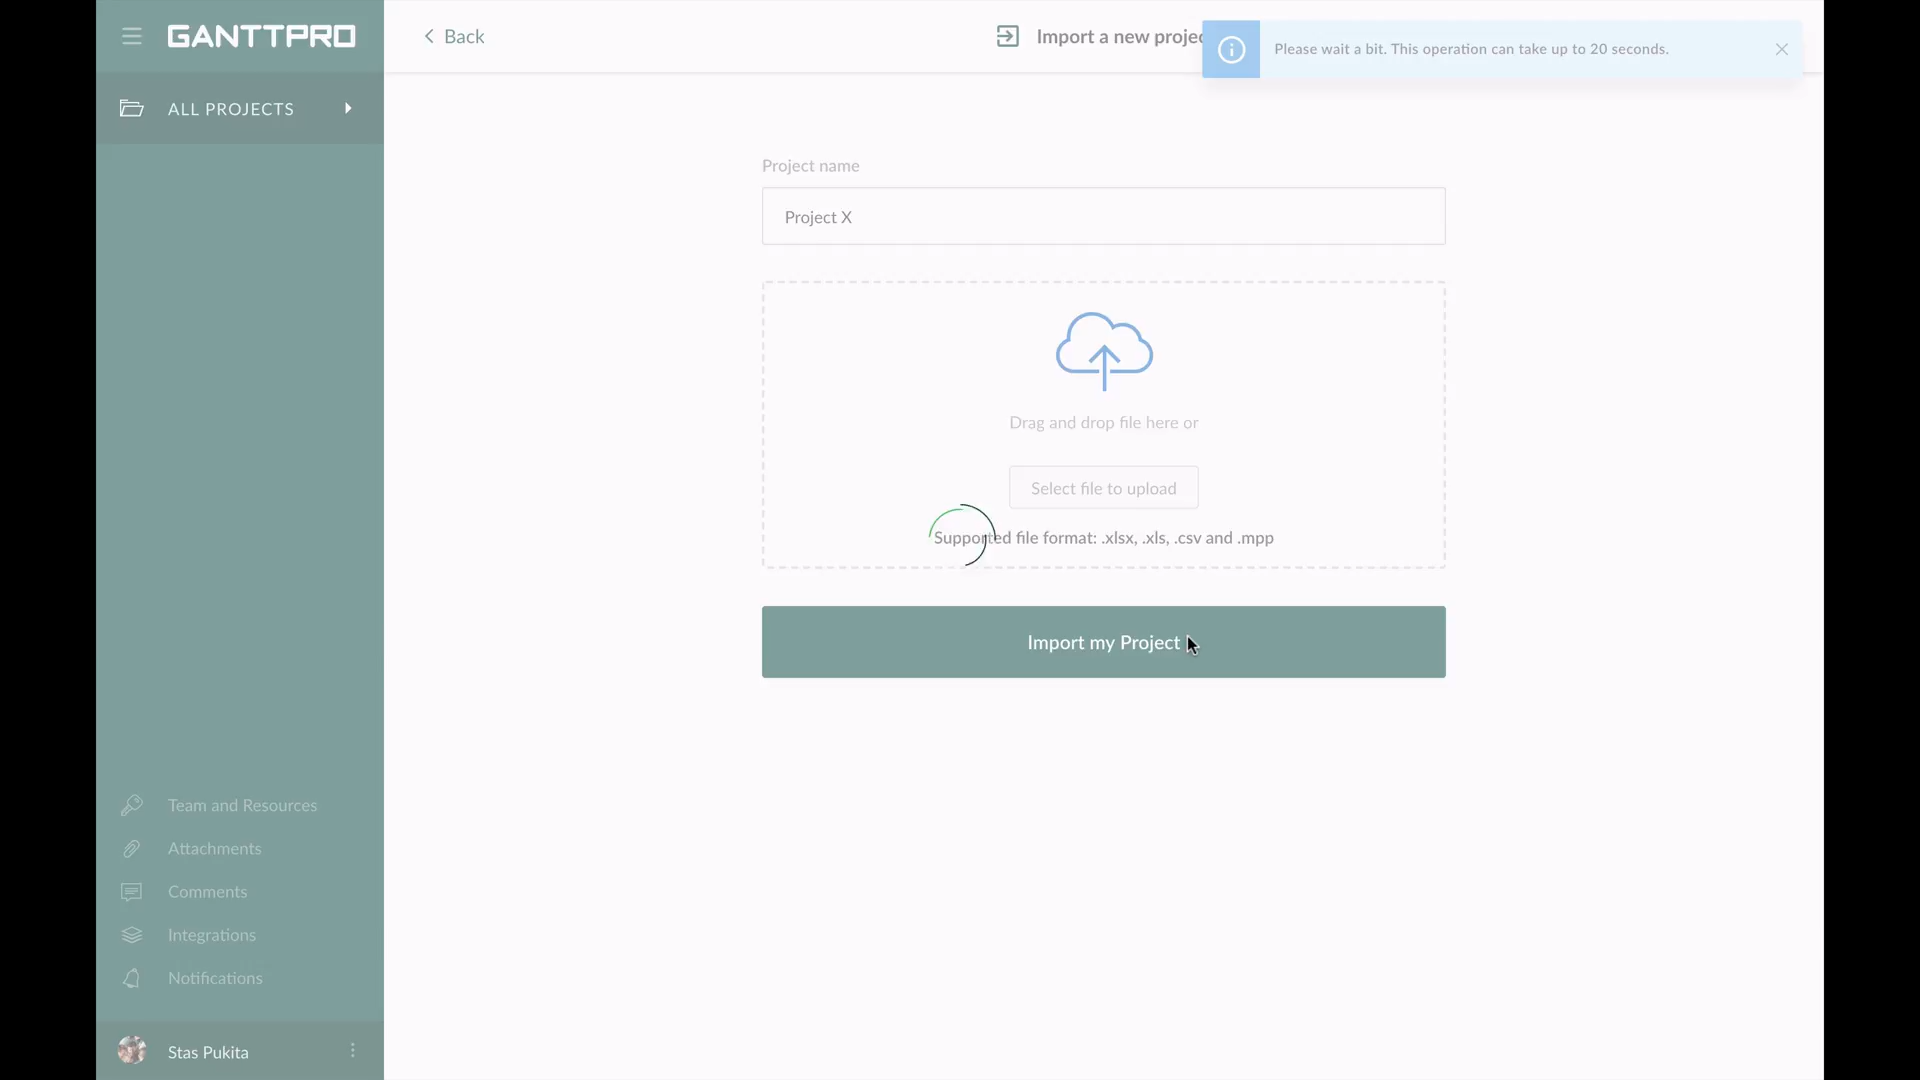 GANTTPRO
Back
Import a new projec
Please wait a bit. This operation can take up to 20 seconds.
ALL PROJECTS
Project name
Project X
Drag and drop file here or
Select file to upload
Supported file format: .xlsx, .xls, .csv and .mpp
Import my Project
Team and Resources
Attachments
Comments
Integrations
Notifications
Stas Pukita